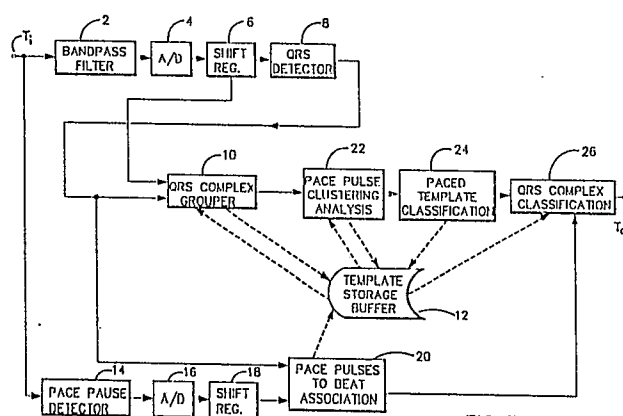 Ti
2
BANDPASS
FILTER
4
A/D
6
SHIFT
REG.
8
QRS
DETECTOR
10
QRS COMPLEX
GROUPER
22
PACE PULSE
CLUSTERING
ANALYSIS
24
PACED
TEMPLATE
CLASSIFICATION
26
QRS COMPLEX
CLASSIFICATION
TEMPLATE
STORAGE
BUFFER
12
14
PACE PAUSE
DETECTOR
16
A/D
18
SHIFT
REG.
20
PACE PULSES
TO BEAT
ASSOCIATION